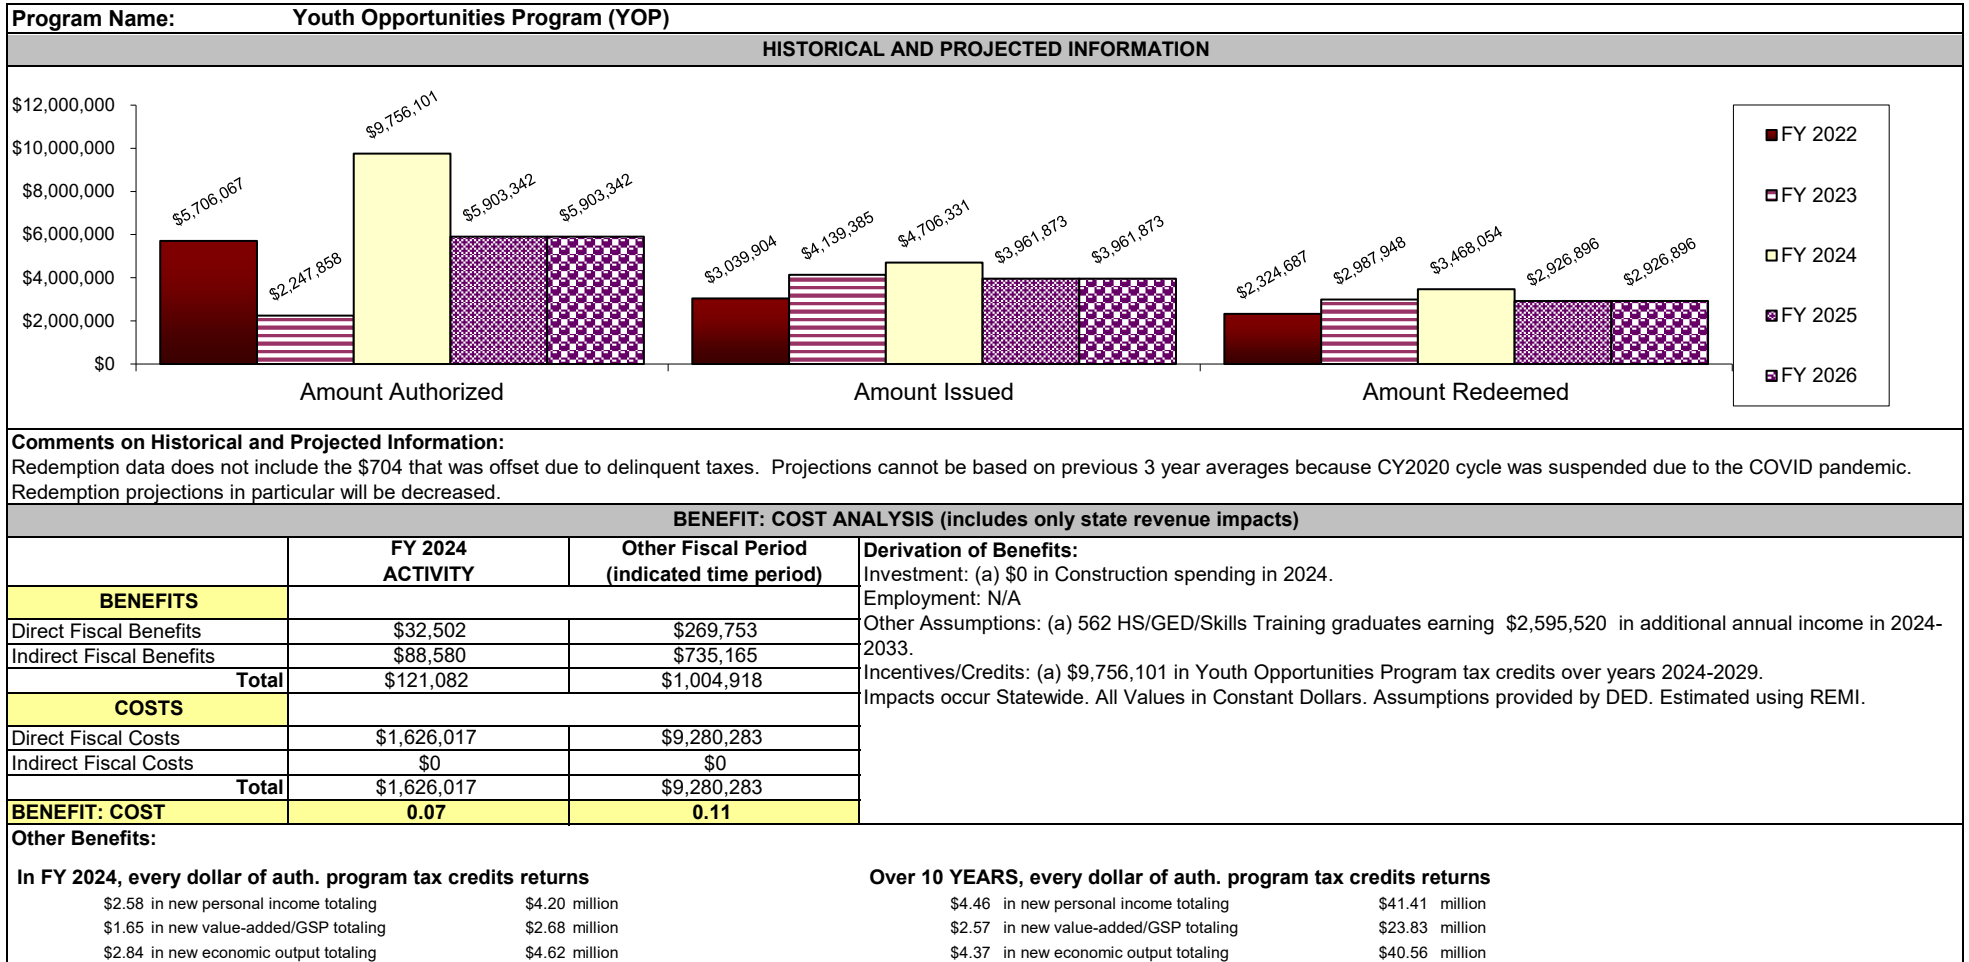 Program Name: Youth Opportunities Program (YOP)
HISTORICAL AND PROJECTED INFORMATION
$12,000,000
$10,000,000
$8,000,000
$6,000,000
$4,000,000
$2,000,000
$0
$5,706,067
$2,247,858
$9,756,101
$5,903,342
$5,903,342
$3,039,904
$4,139,385
$4,706,331
$3,961,873
$3,961,873
$2,324,687
$2,987,948
$3,468,054
$2,926,896
$2,926,896
Amount Authorized
Amount Issued
Amount Redeemed
FY 2022
FY 2023
FY 2024
FY 2025
FY 2026
Comments on Historical and Projected Information:
Redemption data does not include the $704 that was offset due to delinquent taxes.  Projections cannot be based on previous 3 year averages because CY2020 cycle was suspended due to the COVID pandemic.
Redemption projections in particular will be decreased.
BENEFIT: COST ANALYSIS (includes only state revenue impacts)
FY 2024
ACTIVITY
Other Fiscal Period
(indicated time period)
BENEFITS
Direct Fiscal Benefits $32,502 $269,753
Indirect Fiscal Benefits $88,580 $735,165
Total $121,082 $1,004,918
COSTS
Direct Fiscal Costs $1,626,017 $9,280,283
Indirect Fiscal Costs $0 $0
Total $1,626,017 $9,280,283
BENEFIT: COST 0.07 0.11
Derivation of Benefits:
Investment: (a) $0 in Construction spending in 2024.
Employment: N/A
Other Assumptions: (a) 562 HS/GED/Skills Training graduates earning  $2,595,520  in additional annual income in 2024-
2033.
Incentives/Credits: (a) $9,756,101 in Youth Opportunities Program tax credits over years 2024-2029.
Impacts occur Statewide. All Values in Constant Dollars. Assumptions provided by DED. Estimated using REMI.
Other Benefits:
In FY 2024, every dollar of auth. program tax credits returns
$2.58 in new personal income totaling $4.20 million
$1.65 in new value-added/GSP totaling $2.68 million
$2.84 in new economic output totaling $4.62 million
Over 10 YEARS, every dollar of auth. program tax credits returns
$4.46 in new personal income totaling $41.41 million
$2.57 in new value-added/GSP totaling $23.83 million
$4.37 in new economic output totaling $40.56 million